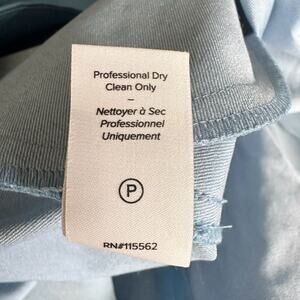 Professional Dry
Clean Only
–
Nettoyer à Sec
Professionnel
Uniquement
P
RN#115562